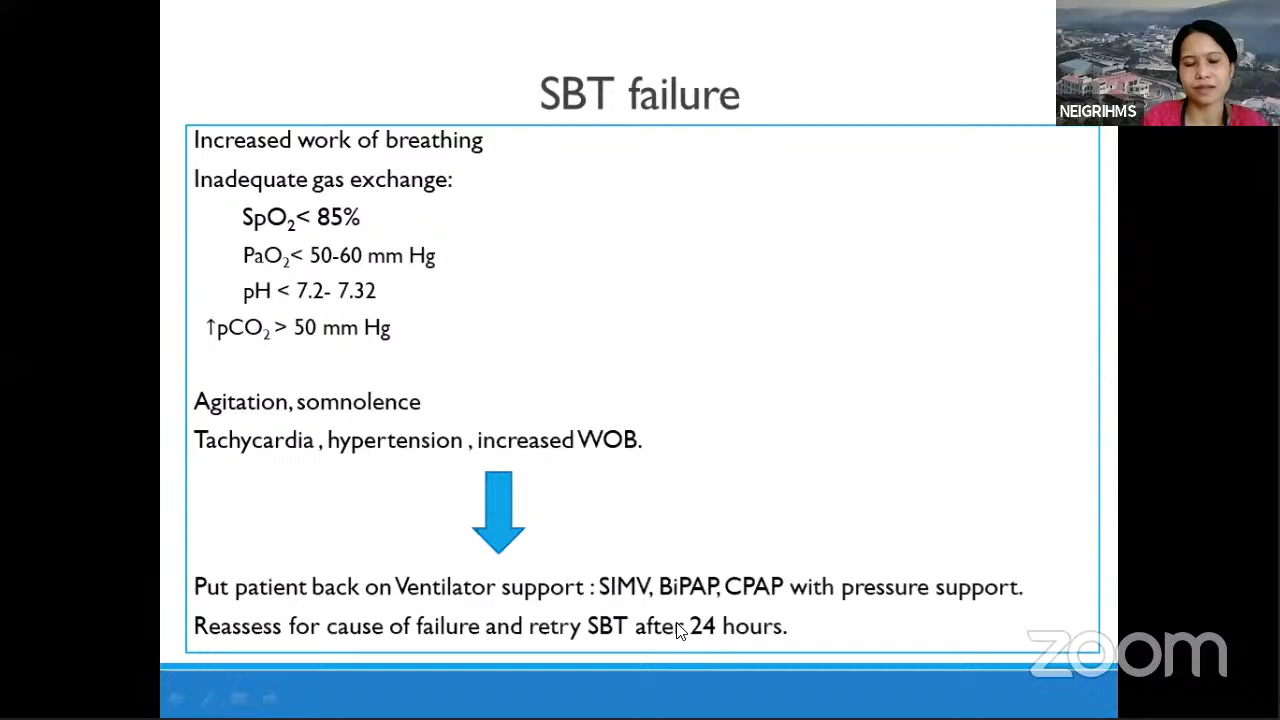 SBT failure
NEIGRIHMS
Increased work of breathing
Inadequate gas exchange:
SpO₂< 85%
PaO₂< 50-60 mm Hg
pH < 7.2- 7.32
↑pCO₂ > 50 mm Hg
Agitation, somnolence
Tachycardia , hypertension , increased WOB.
Put patient back on Ventilator support : SIMV, BiPAP, CPAP with pressure support.
Reassess for cause of failure and retry SBT after 24 hours.
zoom